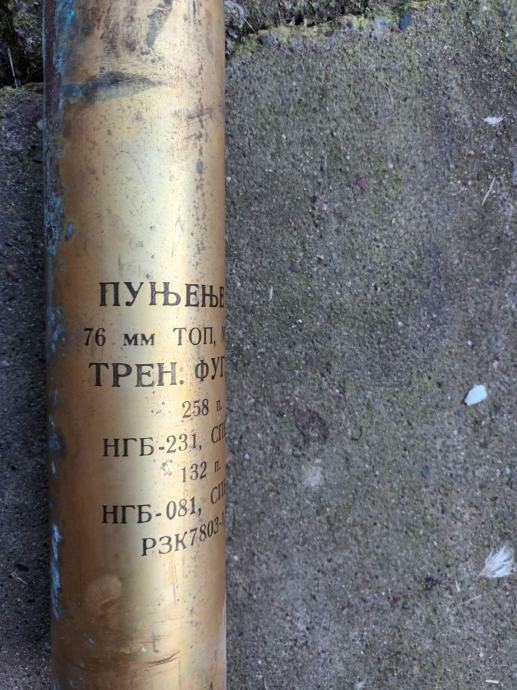 ПУЊЕЊЕ
76 мм ТОП,
ТРЕН.
258 п.
НГБ-231,
132 п.
НГБ-081,
РЗК7803-